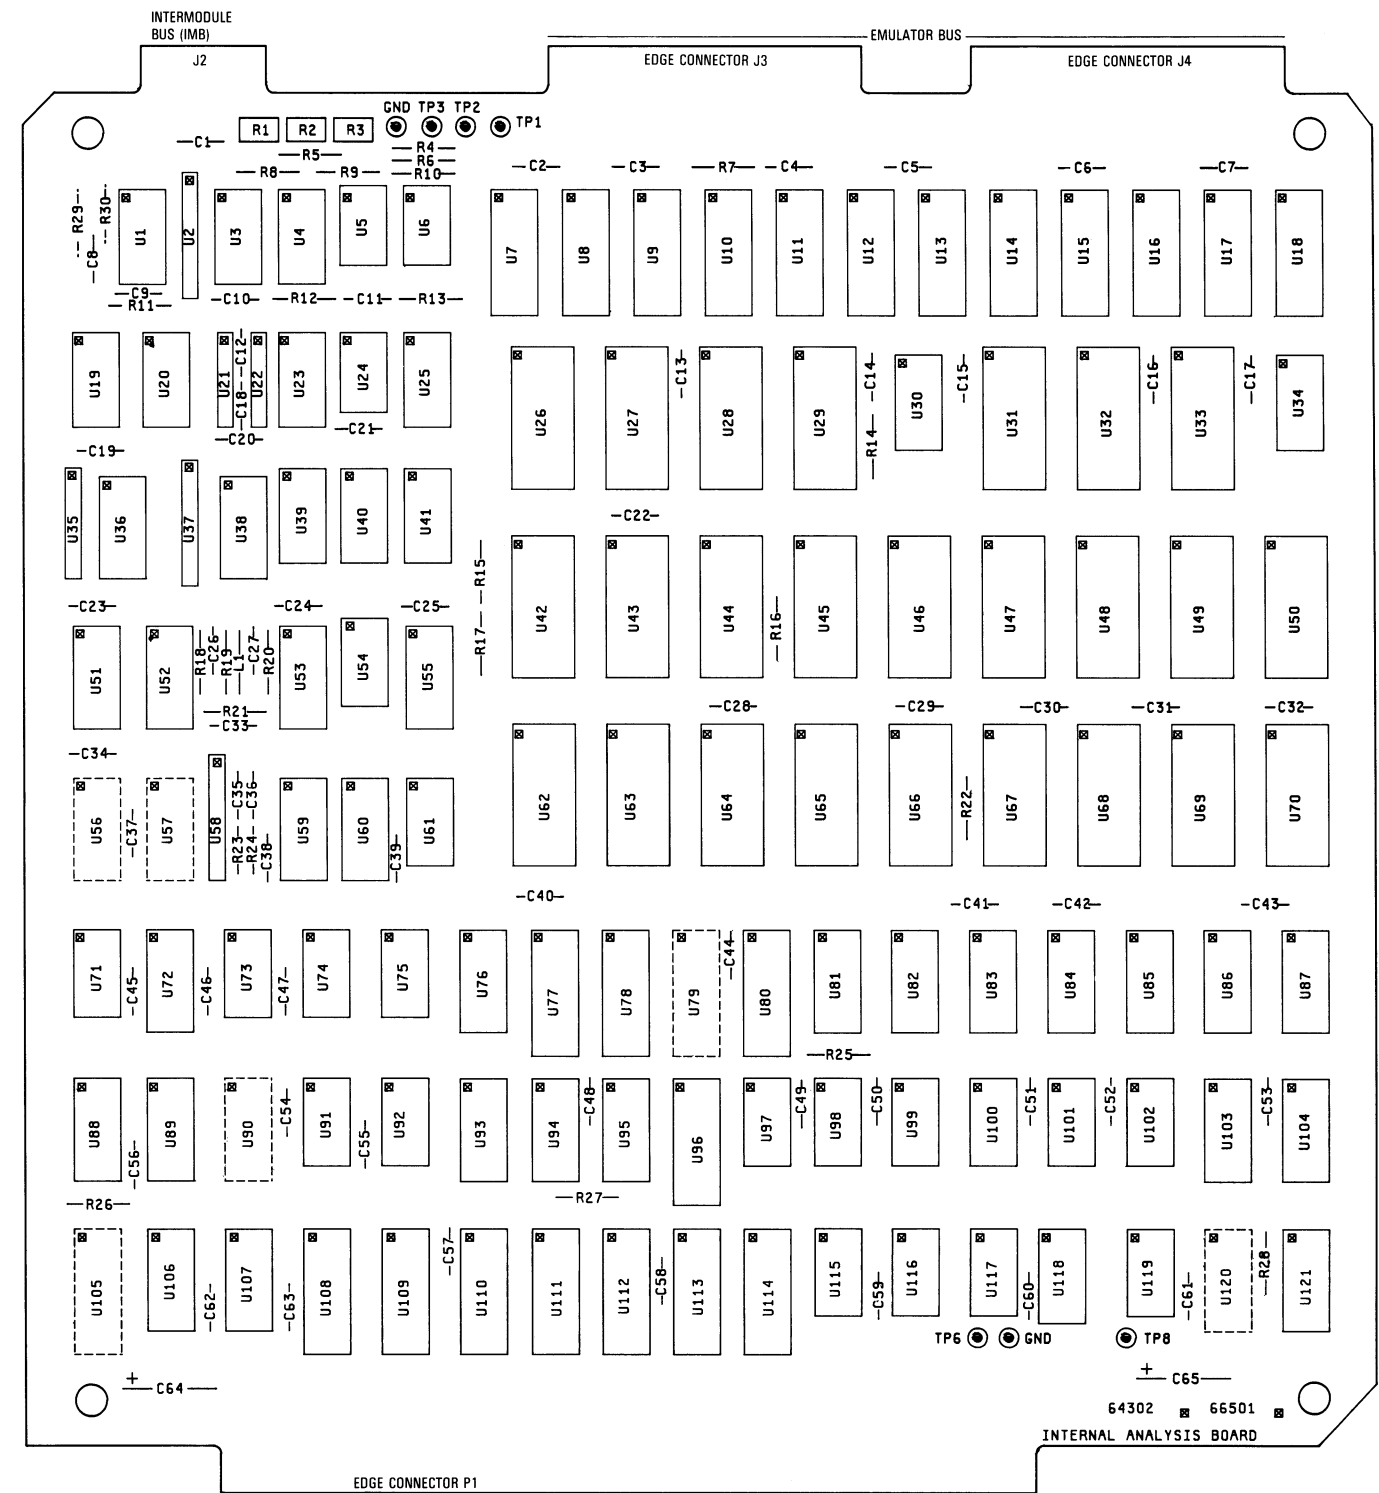 INTERMODULE
BUS (IMB)
J2
EMULATOR BUS
EDGE CONNECTOR J3
EDGE CONNECTOR J4
GND TP3 TP2
TP1
R1 R2 R3
C1
R4
R5
R6
R8 R9 R10
C2 C3 R7 C4 C5 C6 C7
R29 R30 C8
U1 U2 U3 U4 U5 U6 U7 U8 U9 U10 U11 U12 U13 U14 U15 U16 U17 U18
C9
R11
C10 R12 C11 R13
U19 U20 U21 C12 C18 U22 U23 U24 U25
U26 U27 C13 U28 U29 C14 R14 U30 C15 U31 U32 C16 U33 C17 U34
C20 C21
C19
U35 U36 U37 U38 U39 U40 U41
C22
R15 R17
U42 U43 U44 R16 U45 U46 U47 U48 U49 U50
C23 C24 C25
U51 U52 R18 C26 R19 L1 C27 R20 U53 U54 U55
R21
C33
C28 C29 C30 C31 C32
C34
U56 C37 U57 U58 C35 C36 R23 R24 C38 U59 U60 C39 U61
U62 U63 U64 U65 U66 R22 U67 U68 U69 U70
C40 C41 C42 C43
U71 C45 U72 C46 U73 C47 U74 U75 U76 U77 U78 U79 C44 U80 U81 U82 U83 U84 U85 U86 U87
R25
U88 C56 U89 U90 C54 U91 C55 U92 U93 U94 C48 U95 U96 U97 C49 U98 C50 U99 U100 C51 U101 C52 U102 U103 C53 U104
R26 R27
U105 U106 C62 U107 C63 U108 U109 C57 U110 U111 U112 C58 U113 U114 U115 C59 U116 U117 C60 U118 U119 C61 U120 R28 U121
TP6 GND TP8
+ C64
+ C65
64302 66501
INTERNAL ANALYSIS BOARD
EDGE CONNECTOR P1